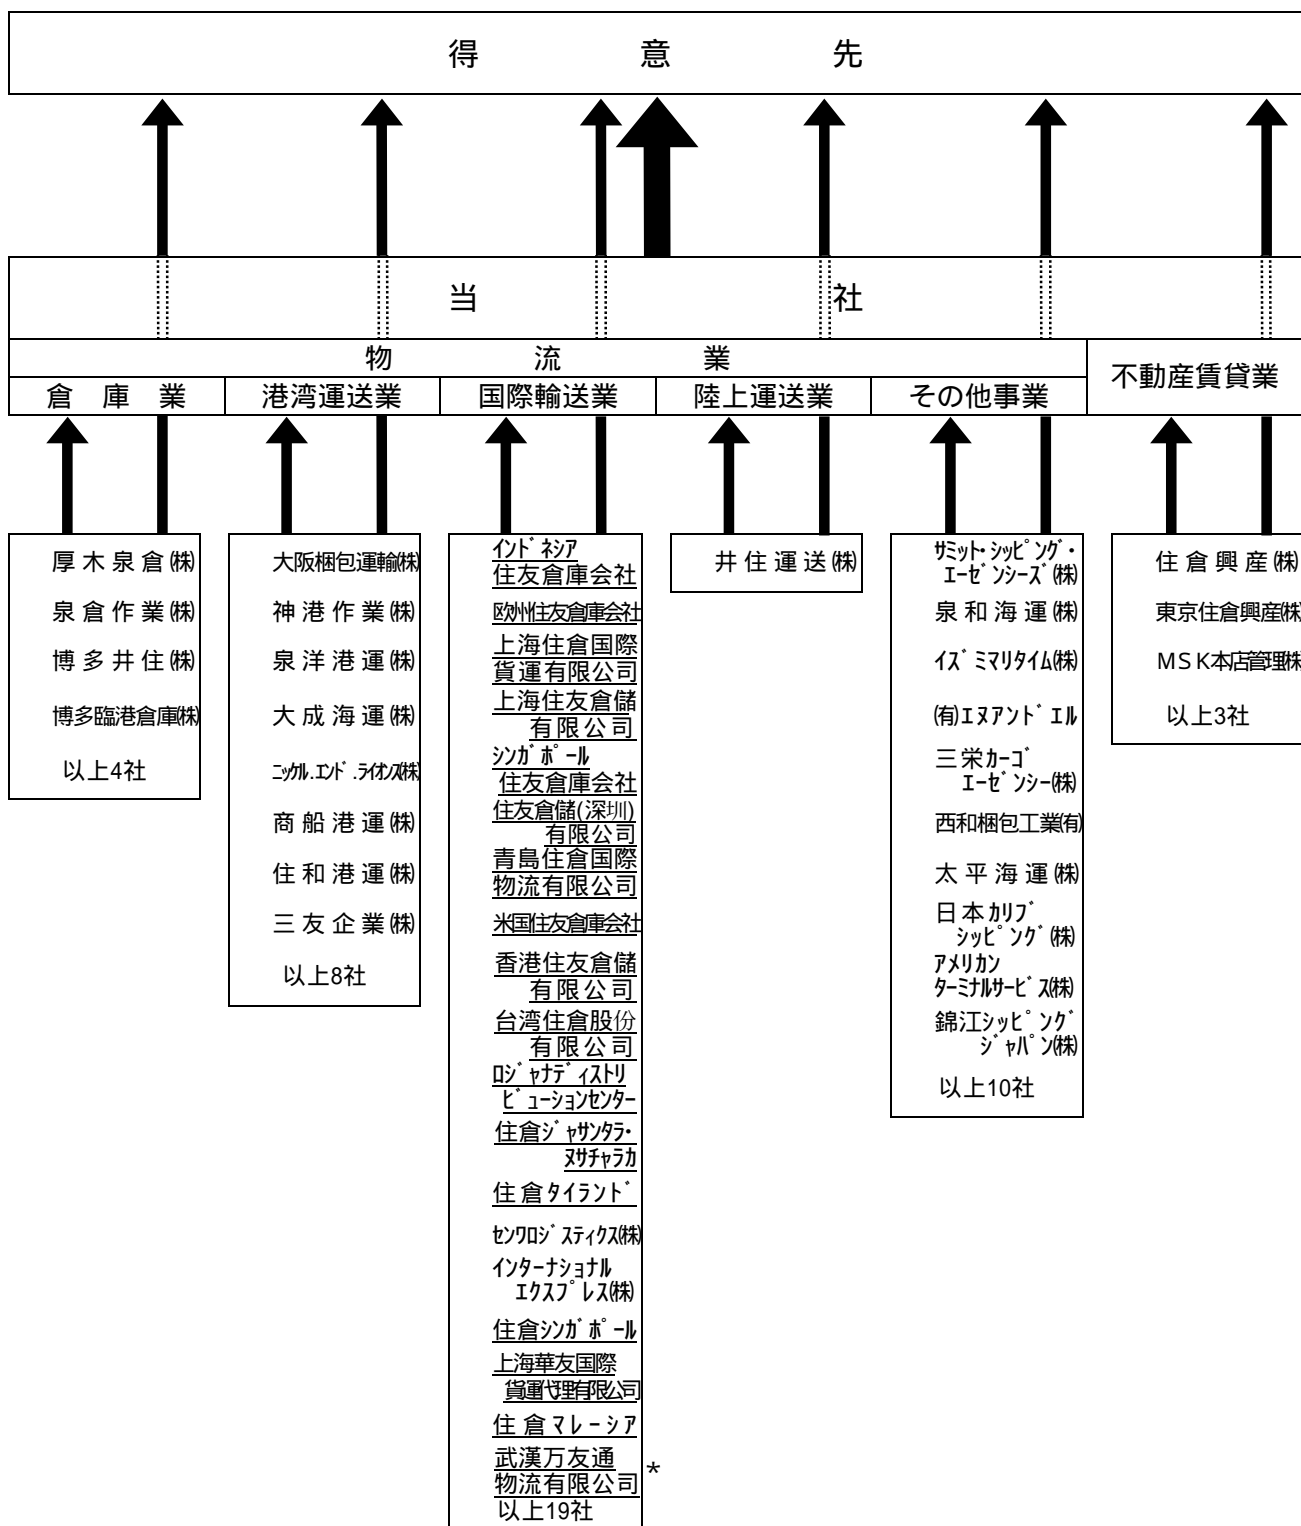 得意先
当社
物流業
不動産賃貸業
倉庫業
港湾運送業
国際輸送業
陸上運送業
その他事業
厚木泉倉㈱
泉倉作業㈱
博多井住㈱
博多臨港倉庫㈱
以上4社
大阪梱包運輸㈱
神港作業㈱
泉洋港運㈱
大成海運㈱
ﾆｯｹﾙ.ｴﾝﾄﾞ.ﾗｲｵﾝｽ㈱
商船港運㈱
住和港運㈱
三友企業㈱
以上8社
ｲﾝﾄﾞﾈｼｱ
住友倉庫会社
欧州住友倉庫会社
上海住倉国際
貨運有限公司
上海住友倉儲
有限公司
ｼﾝｶﾞﾎﾟｰﾙ
住友倉庫会社
住友倉儲(深圳)
有限公司
青島住倉国際
物流有限公司
米国住友倉庫会社
香港住友倉儲
有限公司
台湾住倉股份
有限公司
ﾛｼﾞｬﾅﾃﾞｨｽﾄﾘ
ﾋﾞｭｰｼｮﾝｾﾝﾀｰ
住倉ｼﾞｬｻﾝﾀﾗ･
ﾇｻﾁｬﾗｶ
住倉ﾀｲﾗﾝﾄﾞ
ｾﾝﾜﾛｼﾞｽﾃｨｸｽ㈱
ｲﾝﾀｰﾅｼｮﾅﾙ
ｴｸｽﾌﾟﾚｽ㈱
住倉ｼﾝｶﾞﾎﾟｰﾙ
上海華友国際
貨運代理有限公司
住倉ﾏﾚｰｼｱ
武漢万友通
物流有限公司 *
以上19社
井住運送㈱
ｻﾐｯﾄ･ｼｯﾋﾟﾝｸﾞ･
ｴｰｾﾞﾝｼｰｽﾞ㈱
泉和海運㈱
ｲｽﾞﾐﾏﾘﾀｲﾑ㈱
㈲ｴﾇｱﾝﾄﾞｴﾙ
三栄ｶｰｺﾞ
ｴｰｾﾞﾝｼｰ㈱
西和梱包工業㈲
太平海運㈱
日本ｶﾘﾌﾞ
ｼｯﾋﾟﾝｸﾞ㈱
ｱﾒﾘｶﾝ
ﾀｰﾐﾅﾙｻｰﾋﾞｽ㈱
錦江ｼｯﾋﾟﾝｸﾞ
ｼﾞｬﾊﾟﾝ㈱
以上10社
住倉興産㈱
東京住倉興産㈱
ＭＳＫ本店管理㈱
以上3社